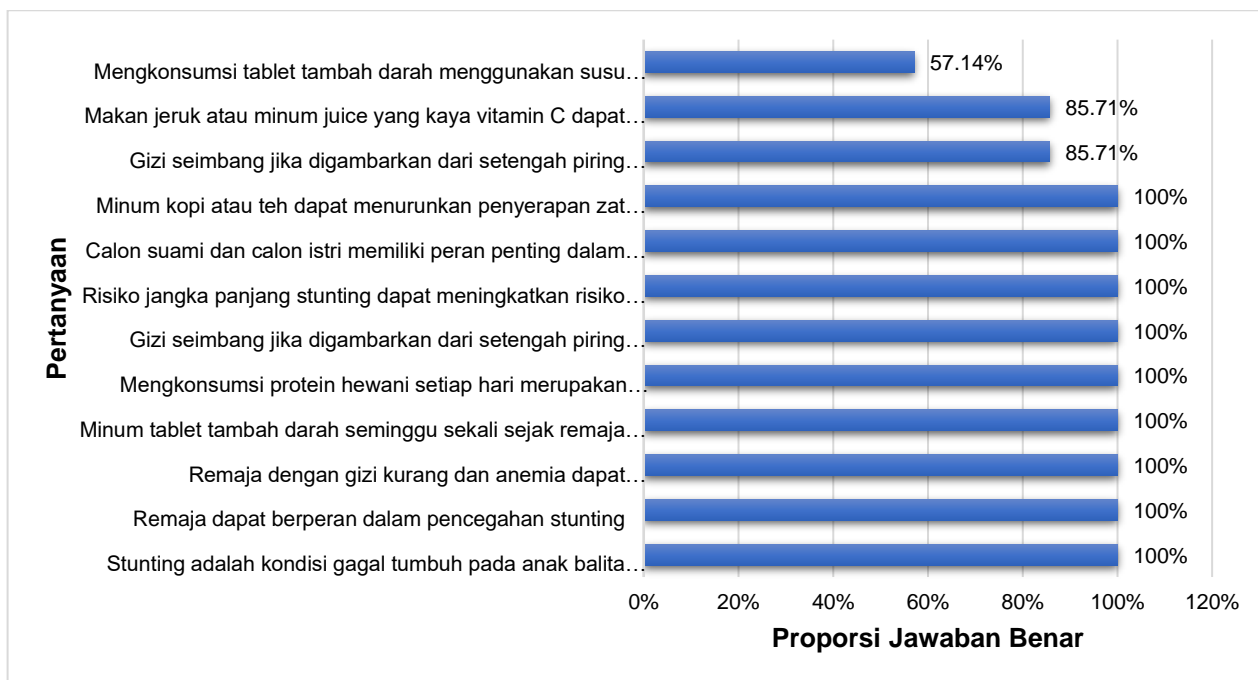 Mengkonsumsi tablet tambah darah menggunakan susu…
57.14%
Makan jeruk atau minum juice yang kaya vitamin C dapat…
85.71%
Gizi seimbang jika digambarkan dari setengah piring…
85.71%
Minum kopi atau teh dapat menurunkan penyerapan zat…
100%
Calon suami dan calon istri memiliki peran penting dalam…
100%
Risiko jangka panjang stunting dapat meningkatkan risiko…
100%
Gizi seimbang jika digambarkan dari setengah piring…
100%
Mengkonsumsi protein hewani setiap hari merupakan…
100%
Minum tablet tambah darah seminggu sekali sejak remaja…
100%
Remaja dengan gizi kurang dan anemia dapat…
100%
Remaja dapat berperan dalam pencegahan stunting
100%
Stunting adalah kondisi gagal tumbuh pada anak balita…
100%
Pertanyaan
0% 20% 40% 60% 80% 100% 120%
Proporsi Jawaban Benar